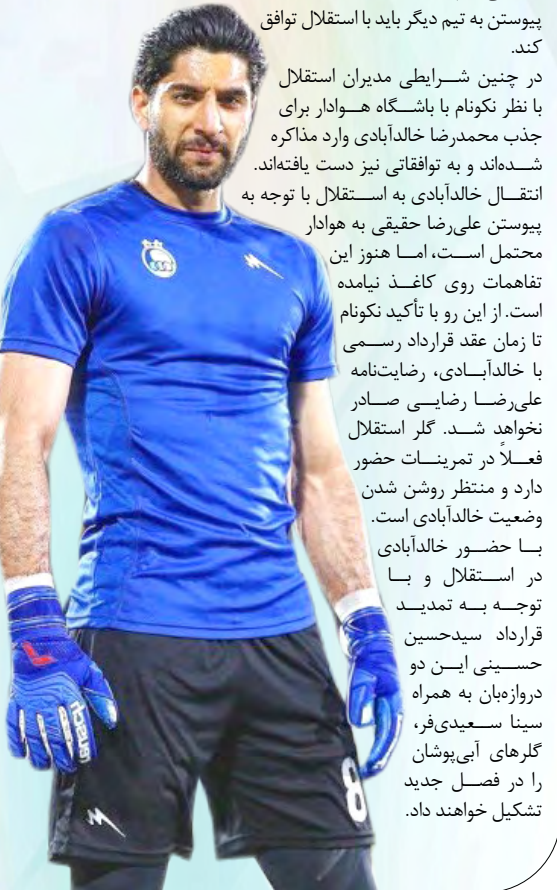 پیوستن به تیم دیگر باید با استقلال توافق
کند.
در چنین شرایطی مدیران استقلال
با نظر نکونام با باشگاه هوادار برای
جذب محمدرضا خالدآبادی وارد مذاکره
شده‌اند و به توافقاتی نیز دست یافته‌اند.
انتقال خالدآبادی به استقلال با توجه به
پیوستن علی‌رضا حقیقی به هوادار
محتمل است، اما هنوز این
تفاهمات روی کاغذ نیامده
است. از این رو با تأکید نکونام
تا زمان عقد قرارداد رسمی
با خالدآبادی، رضایت‌نامه
علی‌رضا رضایی صادر
نخواهد شد. گلر استقلال
فعلاً در تمرینات حضور
دارد و منتظر روشن شدن
وضعیت خالدآبادی است.
با حضور خالدآبادی
در استقلال و با
توجه به تمدید
قرارداد سیدحسین
حسینی این دو
دروازه‌بان به همراه
سینا سعیدی‌فر،
گلرهای آبی‌پوشان
را در فصل جدید
تشکیل خواهند داد.
8